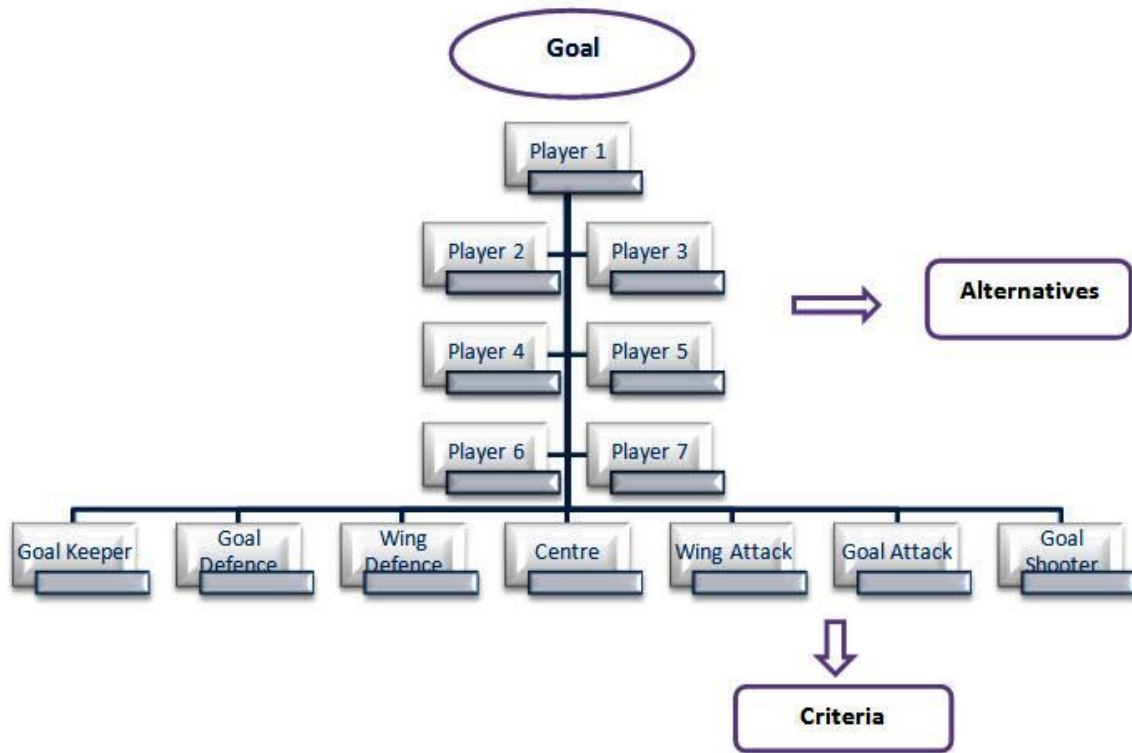 Goal
Player 1
Player 2
Player 3
Alternatives
Player 4
Player 5
Player 6
Player 7
Goal Keeper
Goal
Defence
Wing
Defence
Centre
Wing Attack
Goal Attack
Goal
Shooter
Criteria